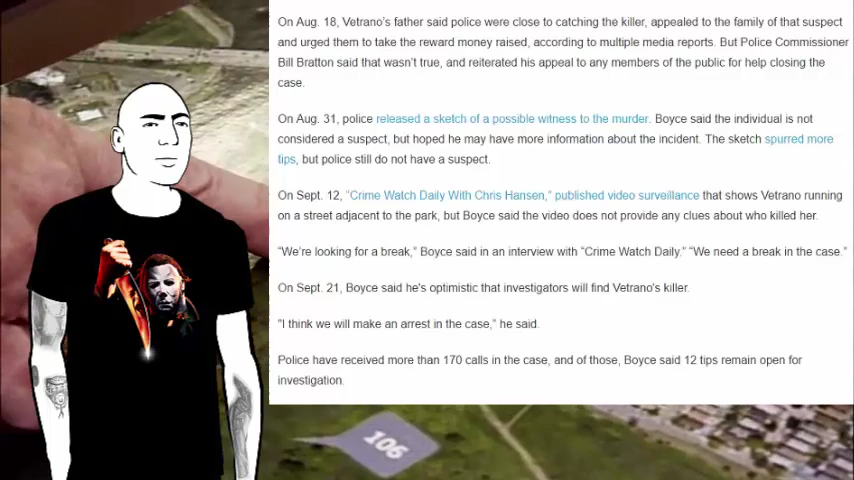 On Aug. 18, Vetrano's father said police were close to catching the killer, appealed to the family of that suspect
and urged them to take the reward money raised, according to multiple media reports. But Police Commissioner
Bill Bratton said that wasn't true, and reiterated his appeal to any members of the public for help closing the
case.
On Aug. 31, police released a sketch of a possible witness to the murder. Boyce said the individual is not
considered a suspect, but hoped he may have more information about the incident. The sketch spurred more
tips, but police still do not have a suspect.
On Sept. 12, “Crime Watch Daily With Chris Hansen,” published video surveillance that shows Vetrano running
on a street adjacent to the park, but Boyce said the video does not provide any clues about who killed her.
“We're looking for a break,” Boyce said in an interview with “Crime Watch Daily.” “We need a break in the case.”
On Sept. 21, Boyce said he's optimistic that investigators will find Vetrano's killer.
"I think we will make an arrest in the case,” he said.
Police have received more than 170 calls in the case, and of those, Boyce said 12 tips remain open for
investigation.
106